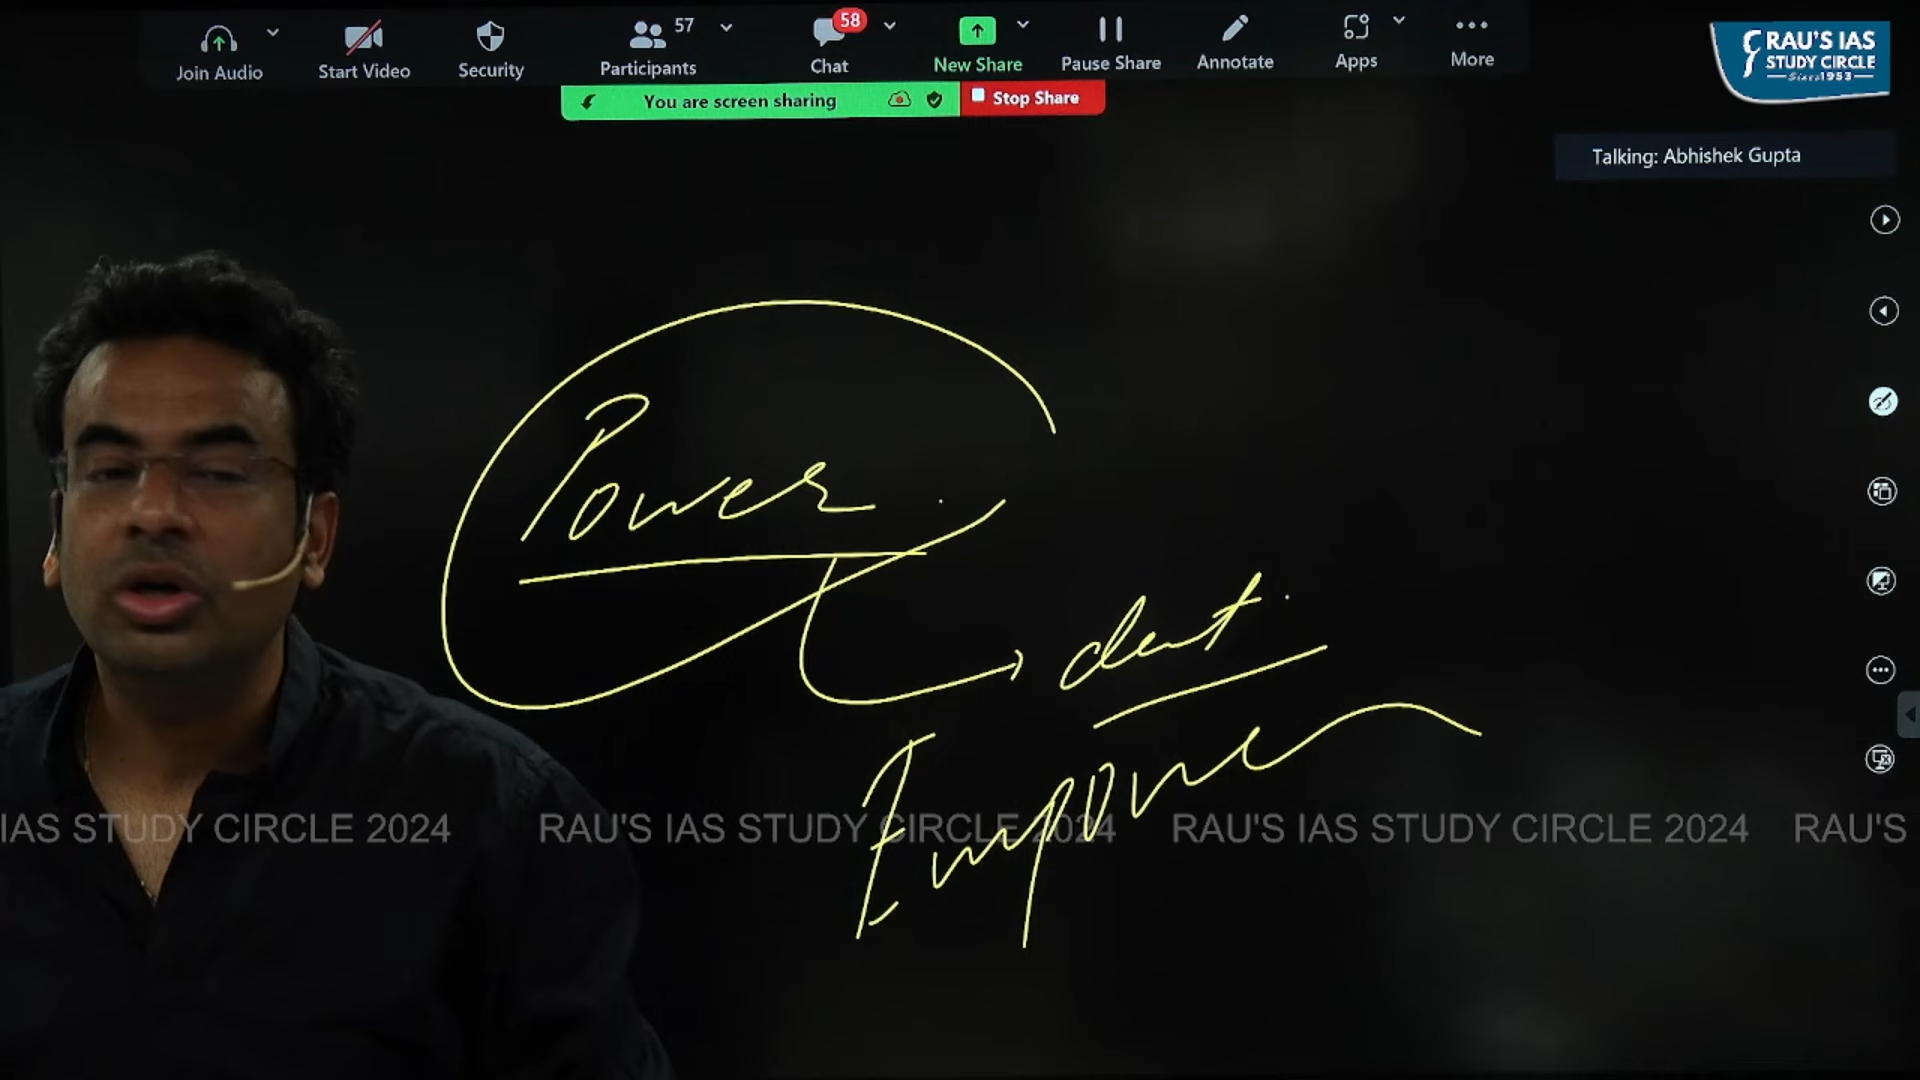 57
58
Join Audio
Start Video
Security
Participants
Chat
New Share
Pause Share
Annotate
Apps
More
RAU'S IAS
STUDY CIRCLE
Since 1953
You are screen sharing
Stop Share
Talking: Abhishek Gupta
Power
IAS STUDY CIRCLE 2024 RAU'S IAS STUDY CIRCLE 2024 RAU'S IAS STUDY CIRCLE 2024 RAU'S